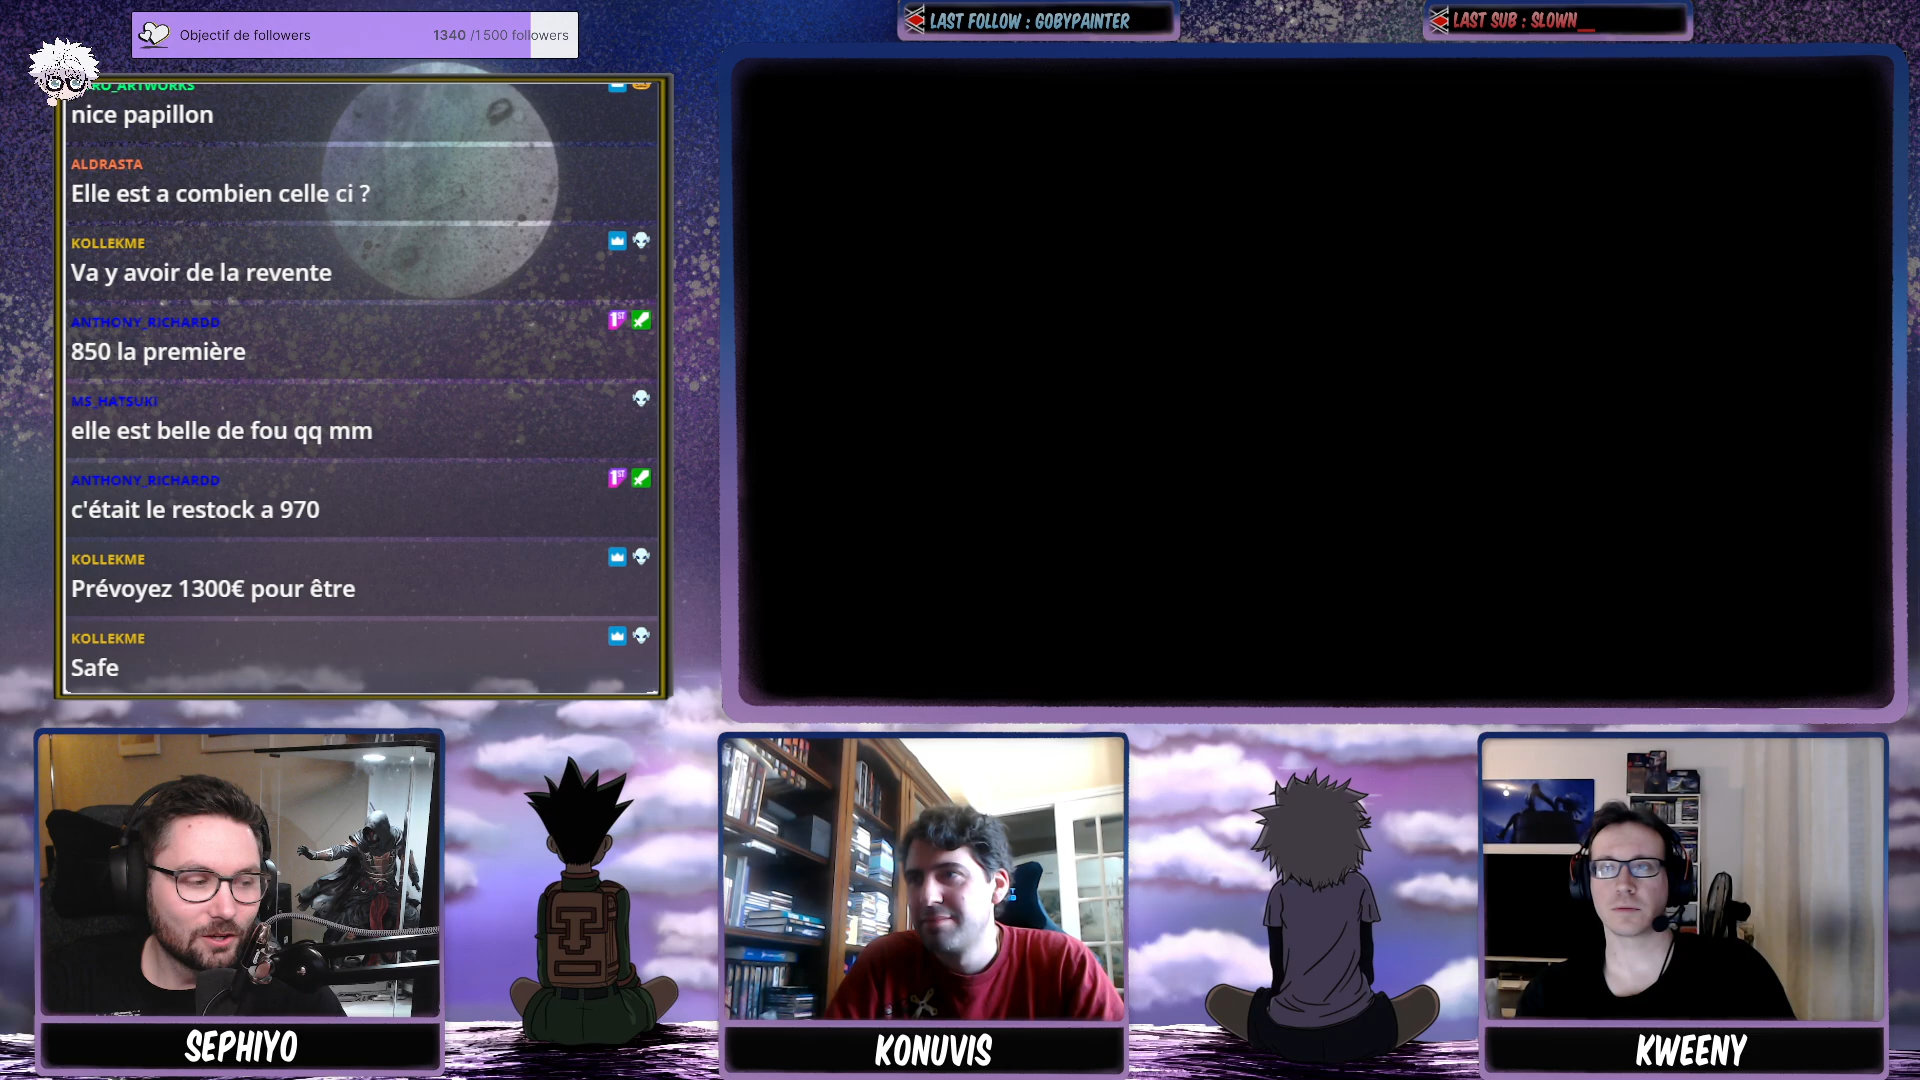 Objectif de followers
1340 /1500 followers
LAST FOLLOW : GOBYPAINTER
LAST SUB : SLOWN__
RO_ARTWORKS
nice papillon
ALDRASTA
Elle est a combien celle ci ?
KOLLEKME
Va y avoir de la revente
ANTHONY_RICHARDD
850 la première
MS_HATSUKI
elle est belle de fou qq mm
ANTHONY_RICHARDD
c'était le restock a 970
KOLLEKME
Prévoyez 1300€ pour être
KOLLEKME
Safe
SEPHIYO
KONUVIS
KWEENY